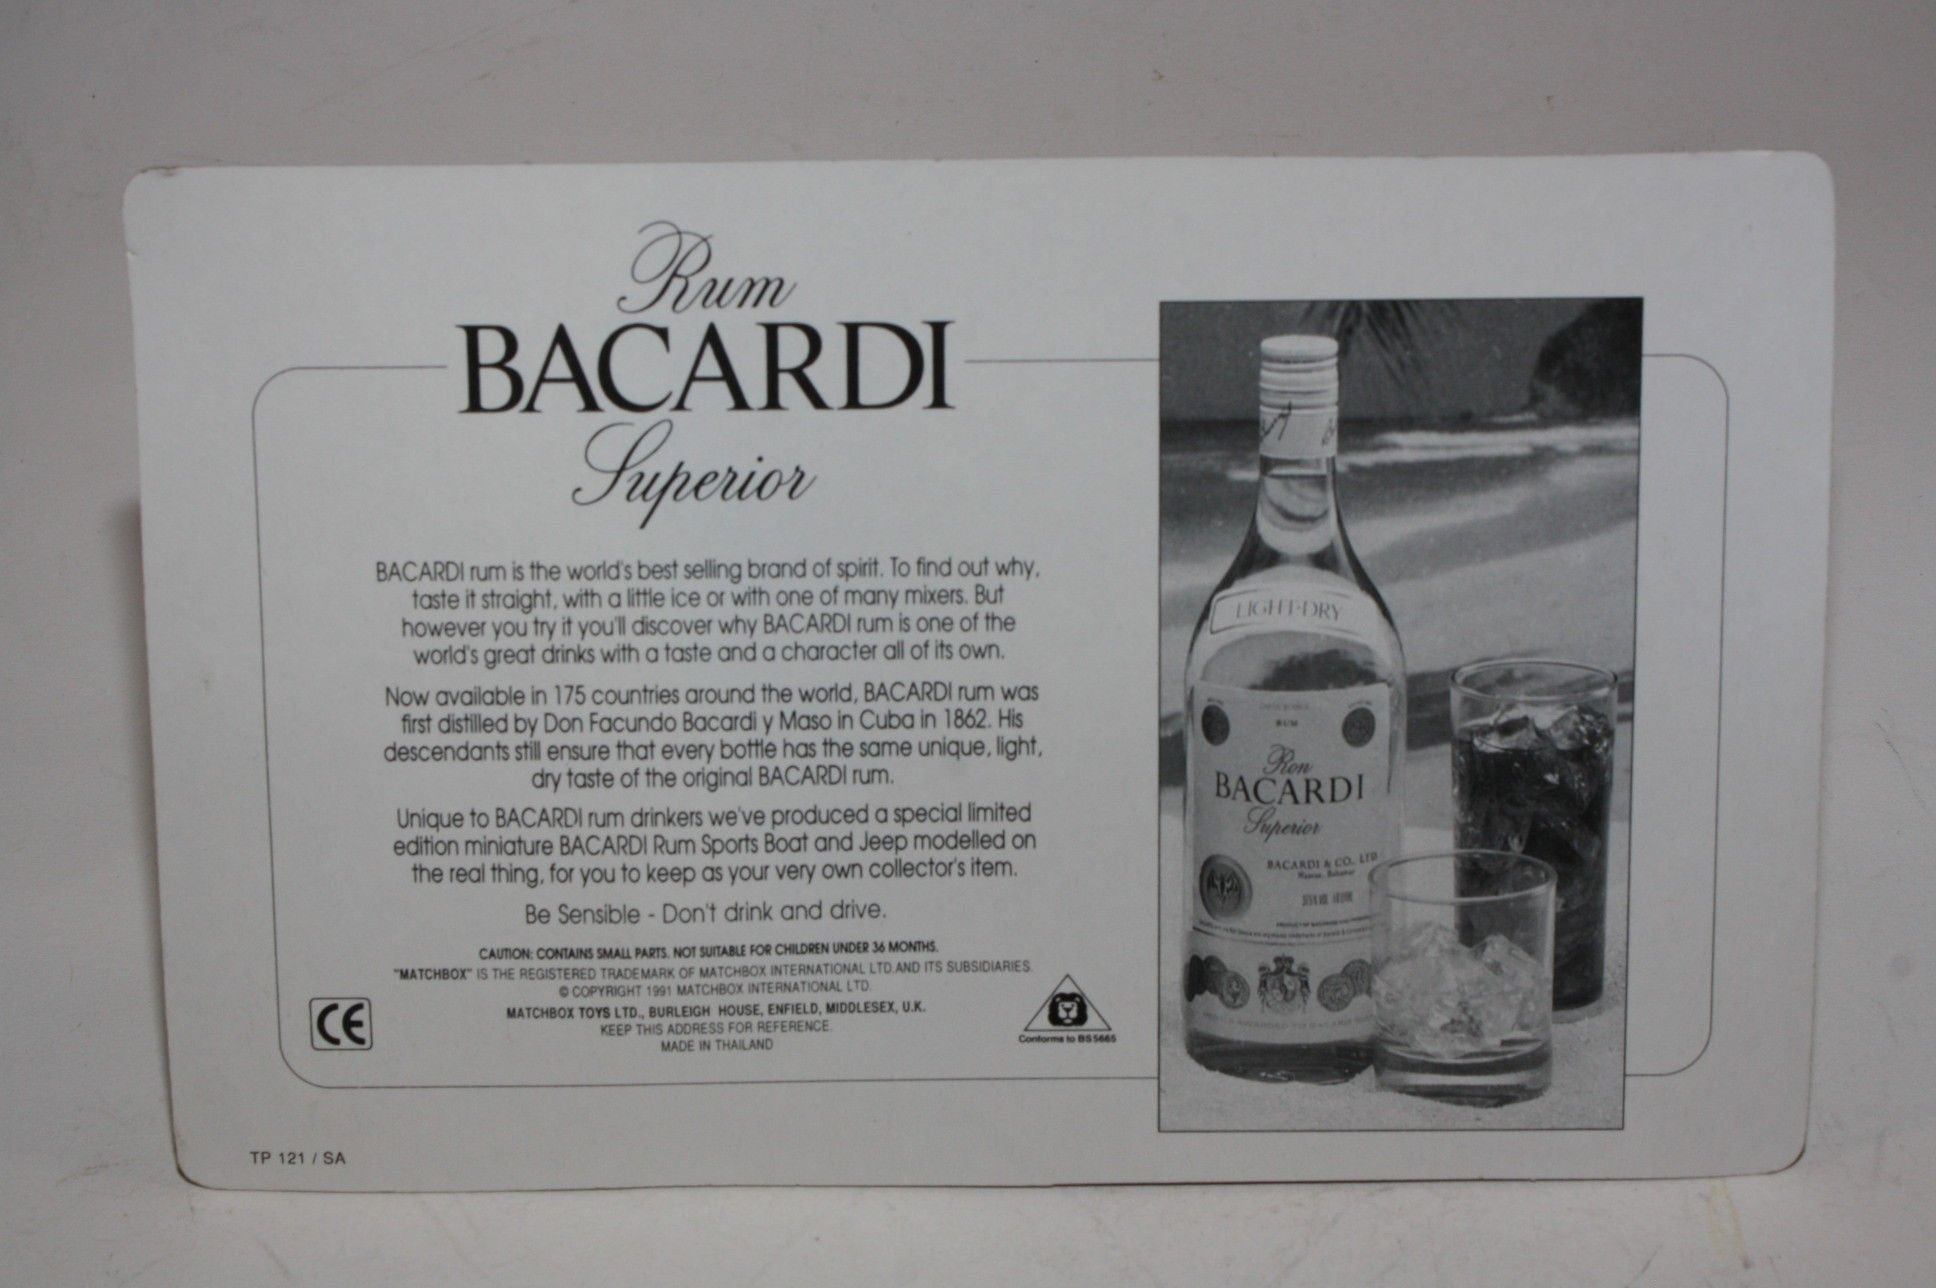 Rum
BACARDI
Superior
BACARDI rum is the world's best selling brand of spirit. To find out why,
taste it straight, with a little ice or with one of many mixers. But
however you try it you'll discover why BACARDI rum is one of the
world's great drinks with a taste and a character all of its own.
Now available in 175 countries around the world, BACARDI rum was
first distilled by Don Facundo Bacardi y Maso in Cuba in 1862. His
descendants still ensure that every bottle has the same unique, light,
dry taste of the original BACARDI rum.
Unique to BACARDI rum drinkers we've produced a special limited
edition miniature BACARDI Rum Sports Boat and Jeep modelled on
the real thing, for you to keep as your very own collector's item.
Be Sensible - Don't drink and drive.
CAUTION: CONTAINS SMALL PARTS. NOT SUITABLE FOR CHILDREN UNDER 36 MONTHS.
"MATCHBOX" IS THE REGISTERED TRADEMARK OF MATCHBOX INTERNATIONAL LTD.AND ITS SUBSIDIARIES.
© COPYRIGHT 1991 MATCHBOX INTERNATIONAL LTD.
MATCHBOX TOYS LTD., BURLEIGH HOUSE, ENFIELD, MIDDLESEX, U.K.
KEEP THIS ADDRESS FOR REFERENCE.
MADE IN THAILAND
CE
Conforms to BS5665
TP 121 / SA
LIGHT-DRY
RUM
Ron
BACARDI
Superior
BACARDI & CO. LTD
Nassau, Bahamas